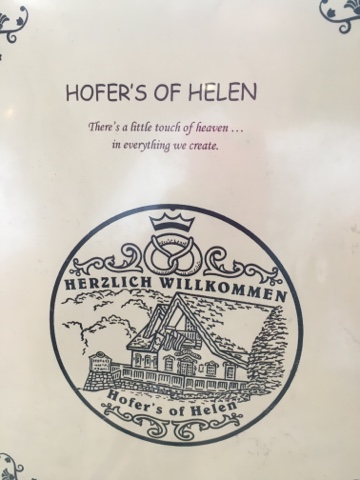 HOFER'S OF HELEN
There's a little touch of heaven ...
in everything we create.
HERZLICH WILLKOMMEN
Hofer's of Helen